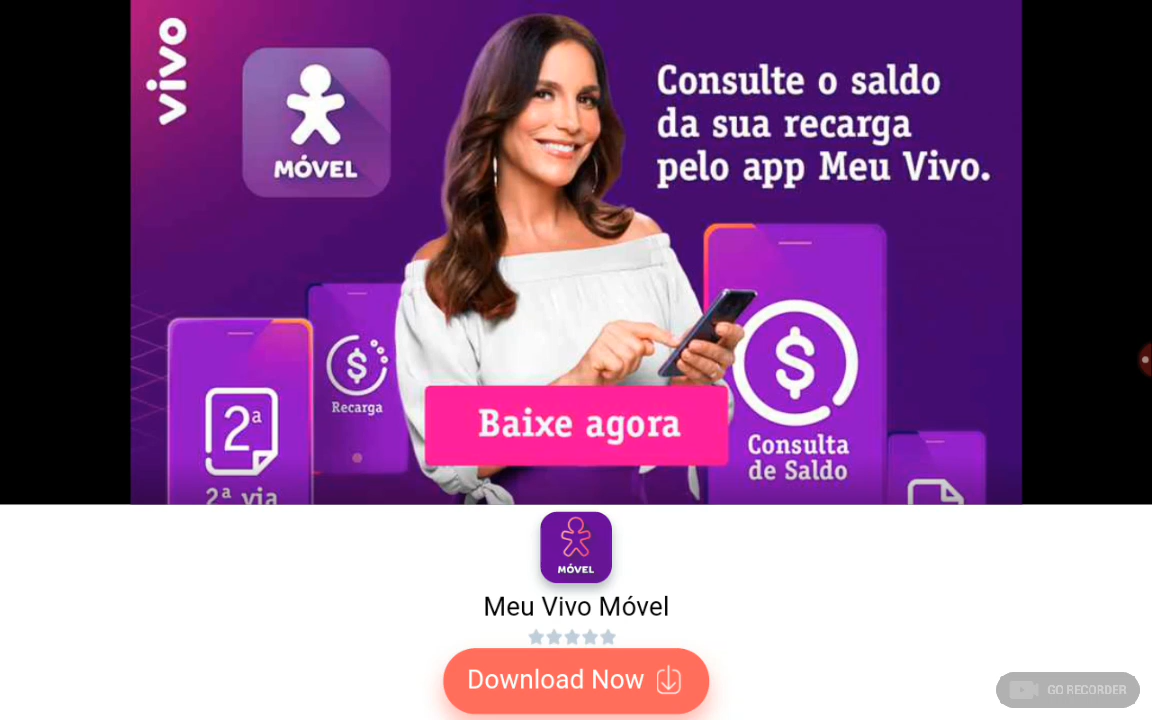 vivo
MÓVEL
Consulte o saldo
da sua recarga
pelo app Meu Vivo.
Recarga
2ª
2ª via
Baixe agora
$
Consulta
de Saldo
MÓVEL
Meu Vivo Móvel
Download Now
GO RECORDER